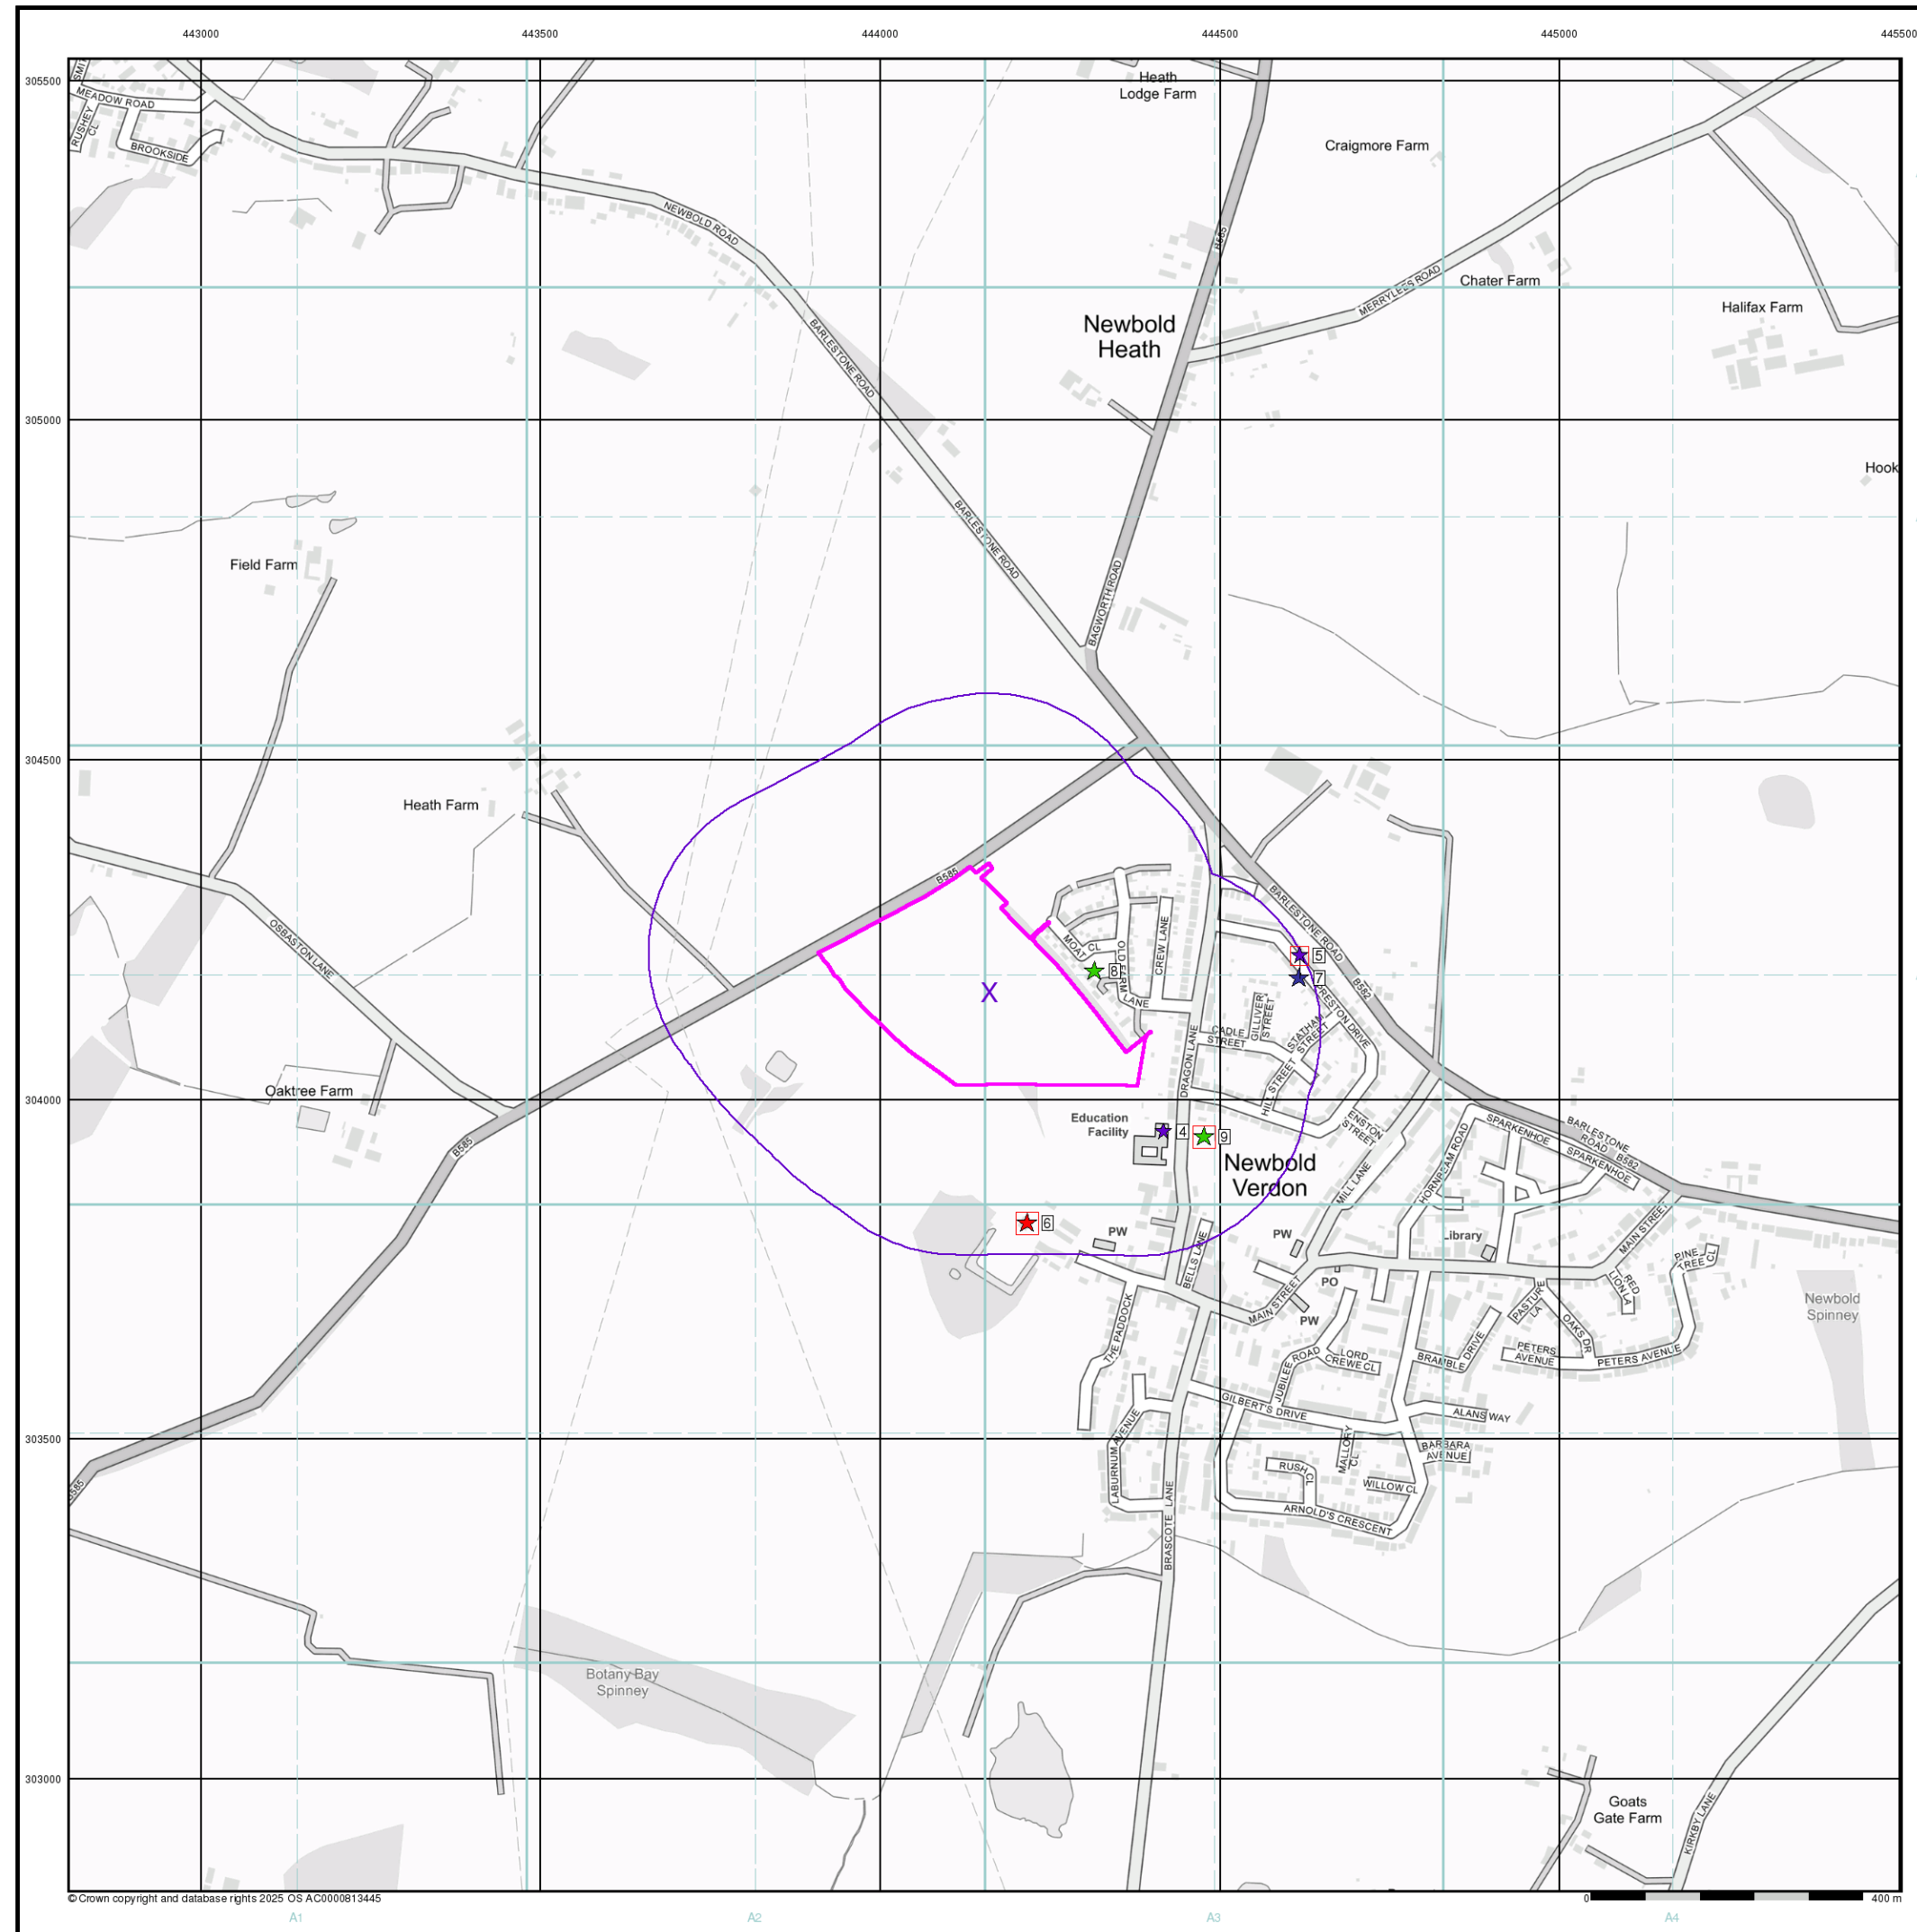 443000 443500 444000 444500 445000 445500
305500
305000
304500
304000
303500
303000
MEADOW ROAD
RUSHEY
CL
BROOKSIDE
NEWBOLD ROAD
Heath
Lodge Farm
Craigmore Farm
B585
MERRYLEES ROAD
Chater Farm
Halifax Farm
Newbold
Heath
BARLESTONE ROAD
Hook
BARLESTONE ROAD
Field Farm
BAGWORTH ROAD
Heath Farm
B585
OSBASTON LANE
MOAT
CL
OLD FARM
LANE
CREW LANE
BARLESTONE ROAD
B582
5
7
8
X
PRESTON DRIVE
GILLIVER
STREET
STATHAM
STREET
CADLE
STREET
DRAGON LANE
HILL STREET
Oaktree Farm
B585
Education
Facility
4
9
ENSTON
STREET
Newbold
Verdon
MILL LANE
HORNBEAM ROAD
SPARKENHOE
SPARKENHOE
BARLESTONE
ROAD B582
6
PW
BELLS LANE
PW
Library
MAIN STREET
PINE
TREE CL
PO
RED
LION LA
MAIN STREET
PW
THE PADDOCK
PASTURE
LA
OAKS DR
Newbold
Spinney
JUBILEE ROAD
LORD
CREWE CL
BRAMBLE DRIVE
PETERS
AVENUE
PETERS AVENUE
GILBERT'S DRIVE
ALANS WAY
MALLORY
CL
BARBARA
AVENUE
LABURNUM AVENUE
RUSH CL
WILLOW CL
B585
ARNOLD'S CRESCENT
BRASCOTE LANE
Botany Bay
Spinney
Goats
Gate Farm
KIRKBY LANE
© Crown copyright and database rights 2025 OS AC0000813445
0 400 m
A1 A2 A3 A4